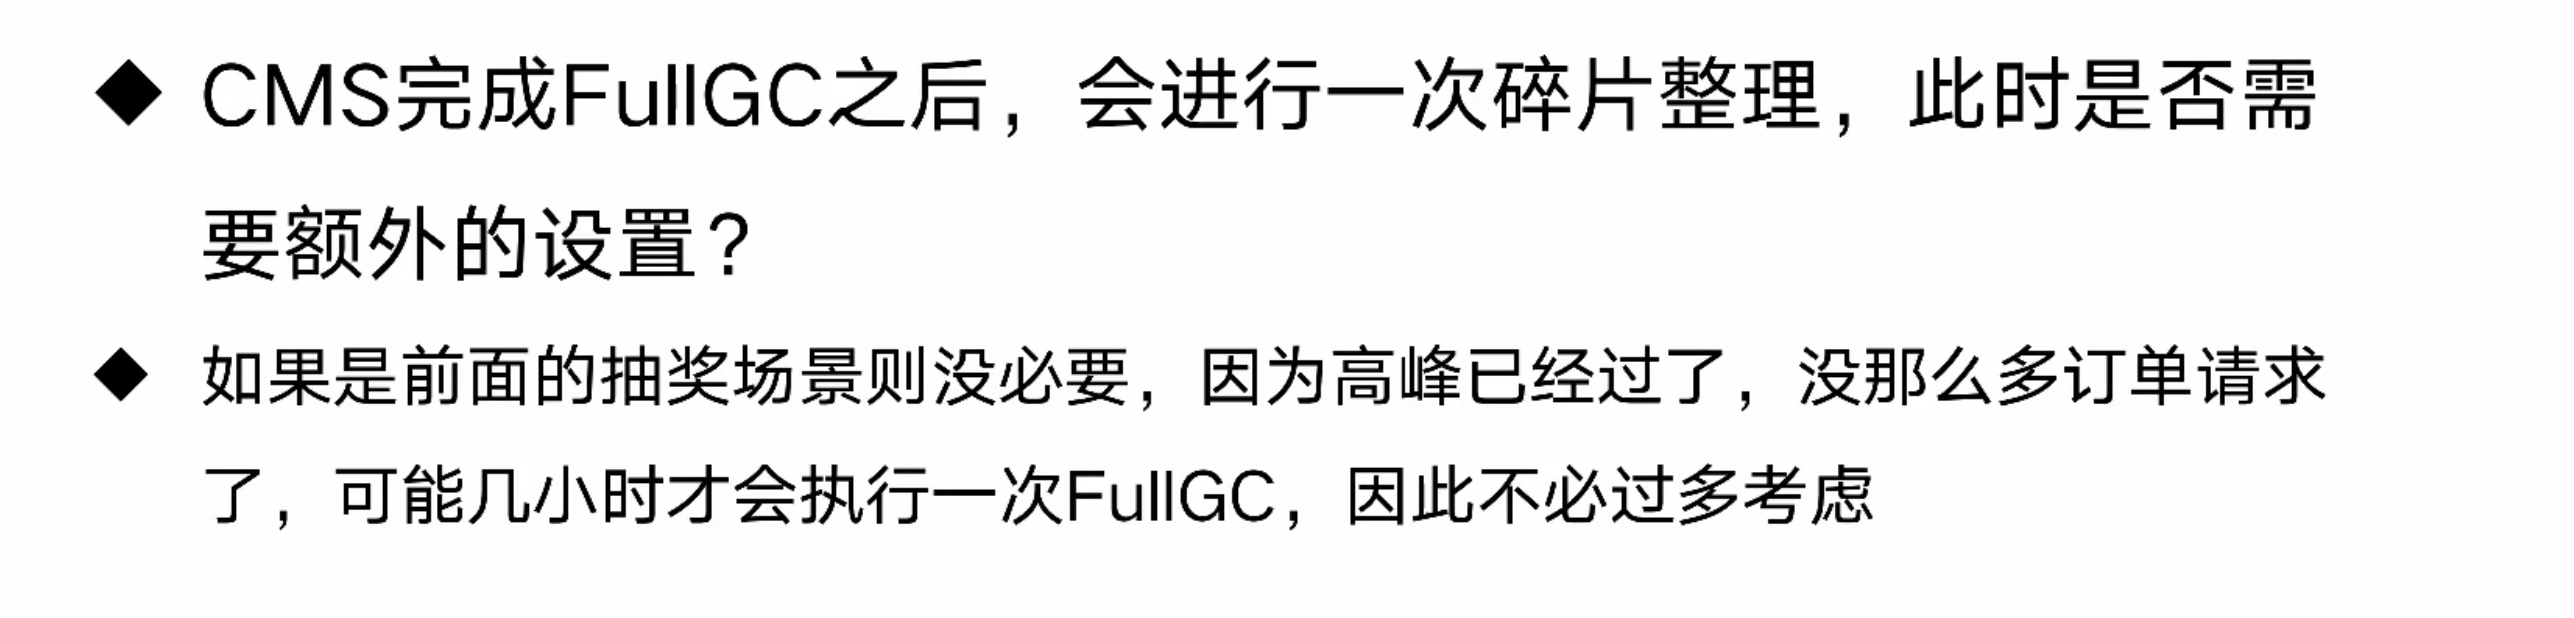 ◆ CMS完成FullGC之后，会进行一次碎片整理，此时是否需
要额外的设置？
◆ 如果是前面的抽奖场景则没必要，因为高峰已经过了，没那么多订单请求
了，可能几小时才会执行一次FullGC，因此不必过多考虑